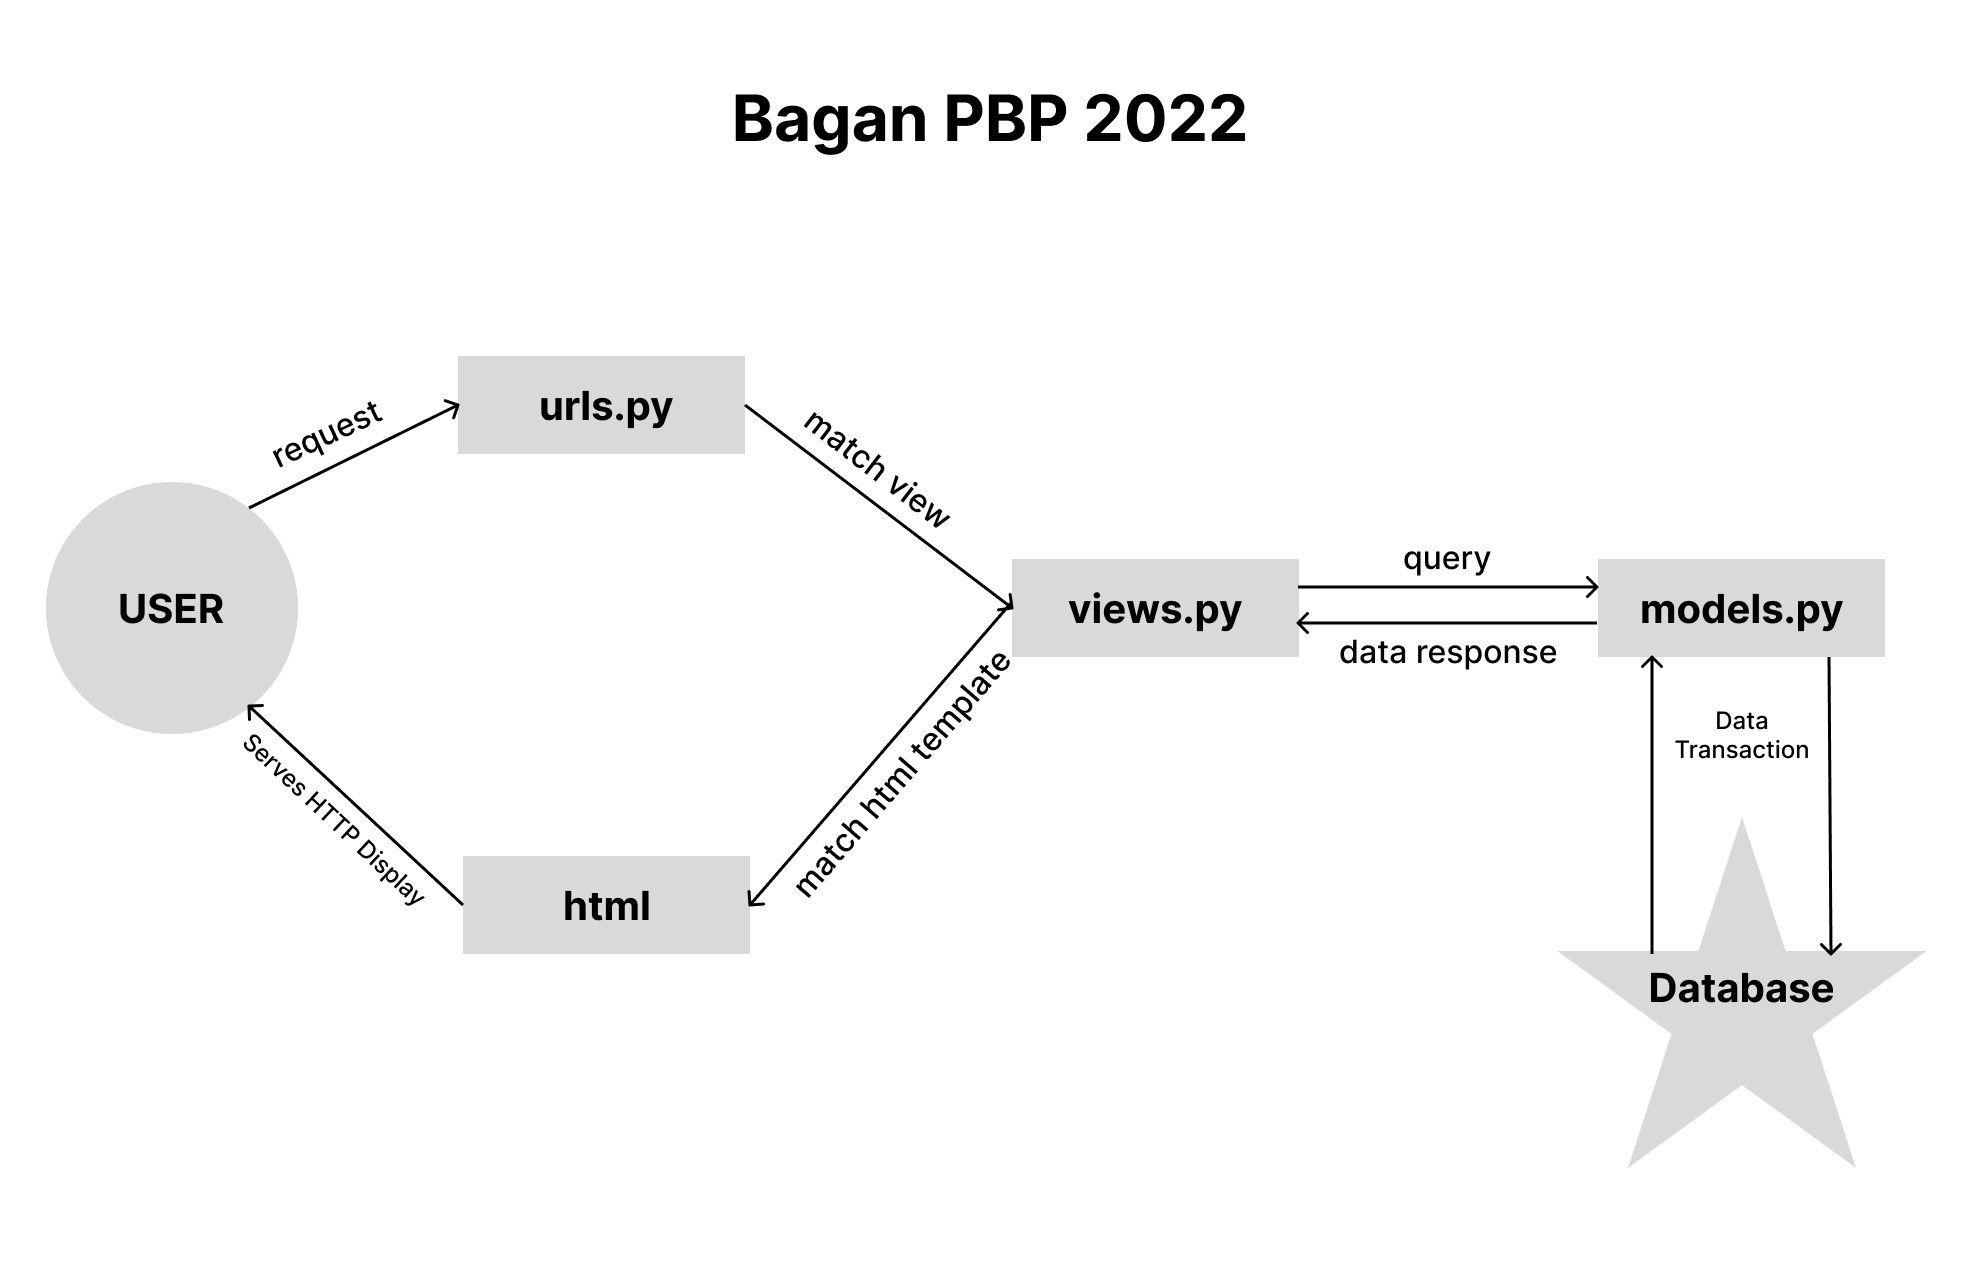 Bagan PBP 2022
request
urls.py
match view
USER
views.py
query
data response
models.py
match html template
Data
Transaction
Serves HTTP Display
html
Database